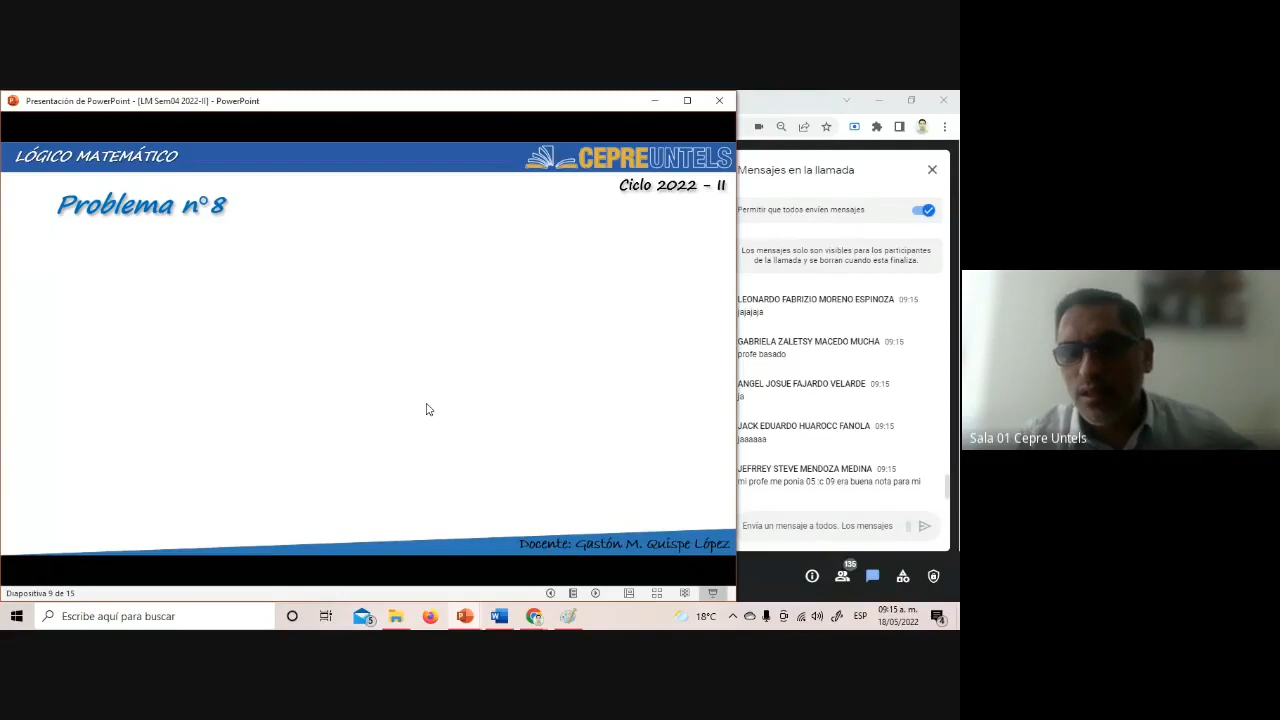 Presentación de PowerPoint - [LM Sem04 2022-II] - PowerPoint
LÓGICO MATEMÁTICO
CEPREUNTELS
Ciclo 2022 - II
Problema n° 8
Docente: Gastón M. Quispe López
Diapositiva 9 de 15
Mensajes en la llamada
Permitir que todos envíen mensajes
Los mensajes solo son visibles para los participantes
de la llamada y se borran cuando esta finaliza.
LEONARDO FABRIZIO MORENO ESPINOZA 09:15
jajajaja
GABRIELA ZALETSY MACEDO MUCHA 09:15
profe basado
ANGEL JOSUE FAJARDO VELARDE 09:15
ja
JACK EDUARDO HUAROCC FANOLA 09:15
jaaaaaa
JEFRREY STEVE MENDOZA MEDINA 09:15
mi profe me ponia 05 :c 09 era buena nota para mi
Envía un mensaje a todos. Los mensajes
135
Sala 01 Cepre Untels
Escribe aquí para buscar
5
18°C
ESP
09:15 a. m.
18/05/2022
4